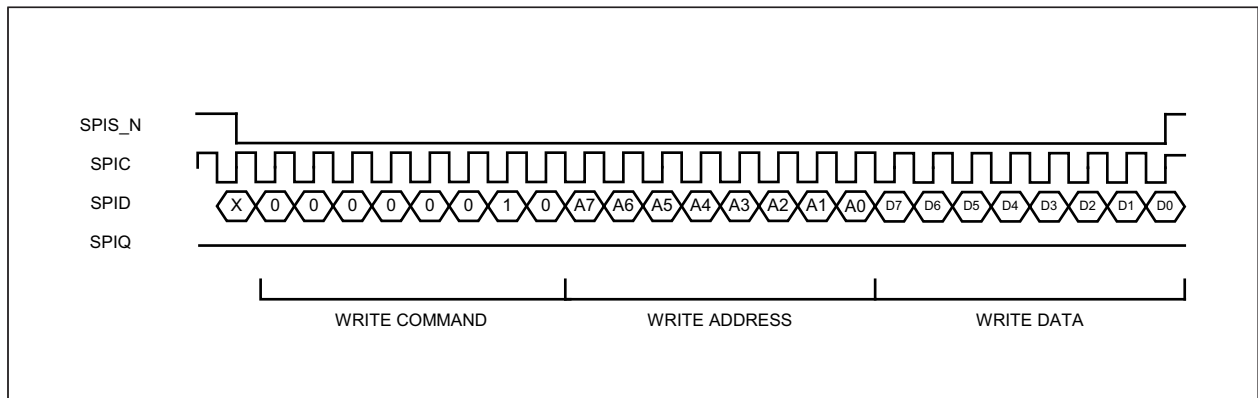 SPIS_N
SPIC
SPID X 0 0 0 0 0 0 1 0 A7 A6 A5 A4 A3 A2 A1 A0 D7 D6 D5 D4 D3 D2 D1 D0
SPIQ
WRITE COMMAND WRITE ADDRESS WRITE DATA